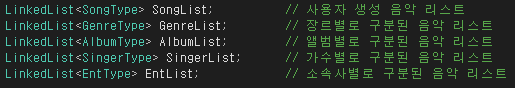 LinkedList<SongType> SongList; // 사용자 생성 음악 리스트
LinkedList<GenreType> GenreList; // 장르별로 구분된 음악 리스트
LinkedList<AlbumType> AlbumList; // 앨범별로 구분된 음악 리스트
LinkedList<SingerType> SingerList; // 가수별로 구분된 음악 리스트
LinkedList<EntType> EntList; // 소속사별로 구분된 음악 리스트